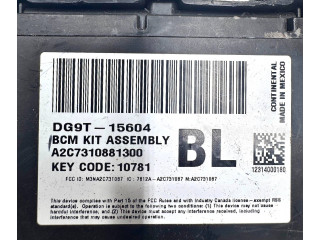 DG9T-15604
BCM KIT ASSEMBLY
A2C7310881300
KEY CODE: 10781
BL
CONTINENTAL
MADE IN MEXICO
12314000180
FCC ID: M3NA2C731087 IC: 7812A-A2C731087 M.A2C731087
This device complies with Part 15 of the FCC Rules and with Industry Canada license - exempt RSS
standard(s). Operation is subject to the following two conditions: (1) This device may not cause
harmful interference; and (2) This device must accept any interference received, including
interference that may cause undesired operation.